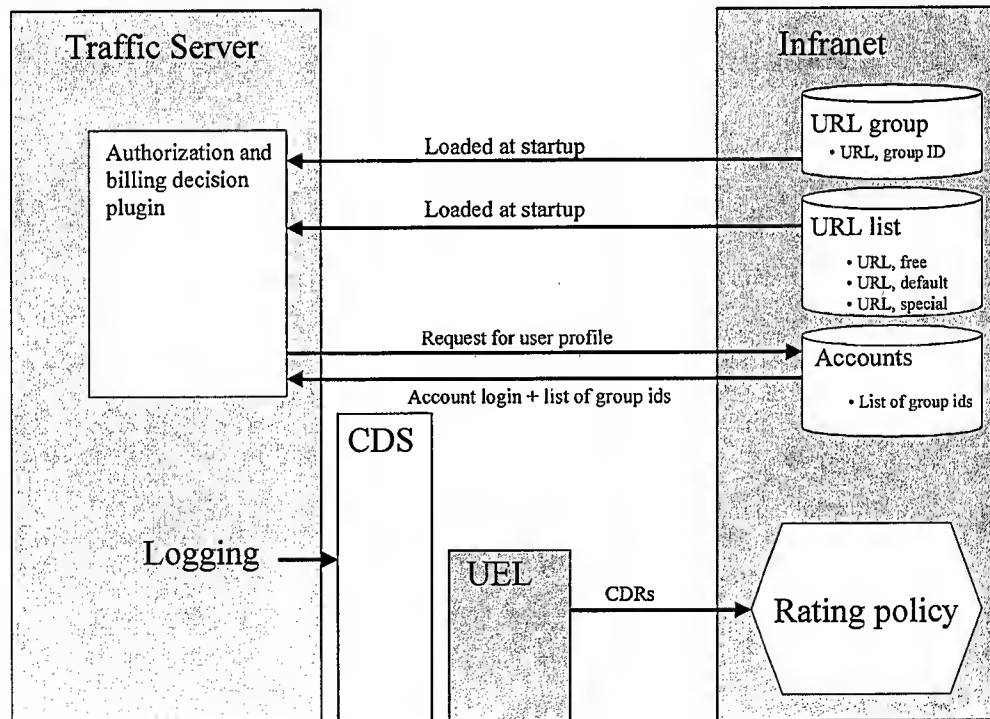 Traffic Server
Infranet
Authorization and
billing decision
plugin
Loaded at startup
URL group
• URL, group ID
Loaded at startup
URL list
• URL, free
• URL, default
• URL, special
Request for user profile
Accounts
Account login + list of group ids
• List of group ids
CDS
Logging
UEL
CDRs
Rating policy